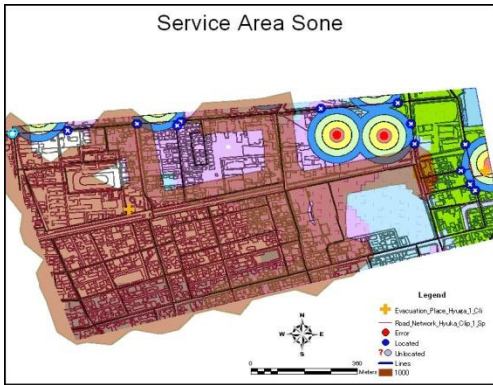 Service Area Sone
Legend
Evacuation_Place_Hyuga_1_Cli
Road_Network_Hyuka_Clip_1_Sp
Error
Located
? Unlocated
Lines
1000
N
W E
S
0 360
Meters